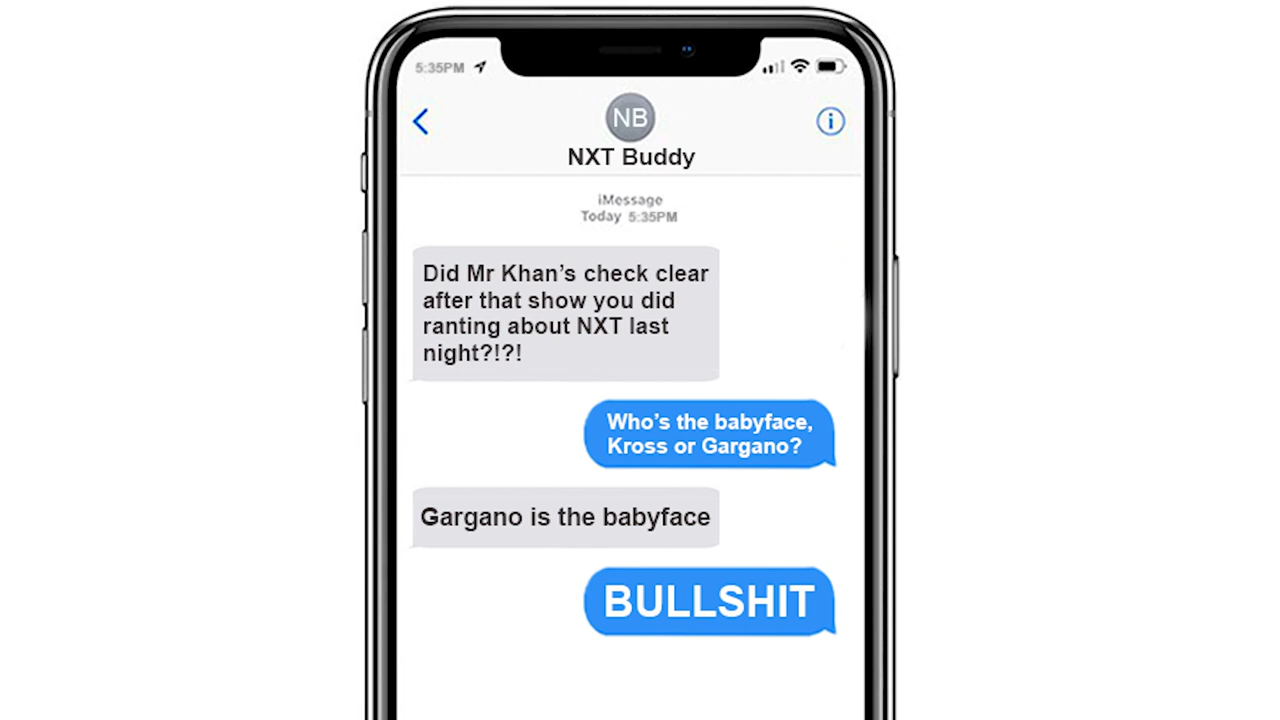 5:35PM
NB
NXT Buddy
iMessage
Today 5:35PM
Did Mr Khan’s check clear
after that show you did
ranting about NXT last
night?!?!
Who’s the babyface,
Kross or Gargano?
Gargano is the babyface
BULLSHIT